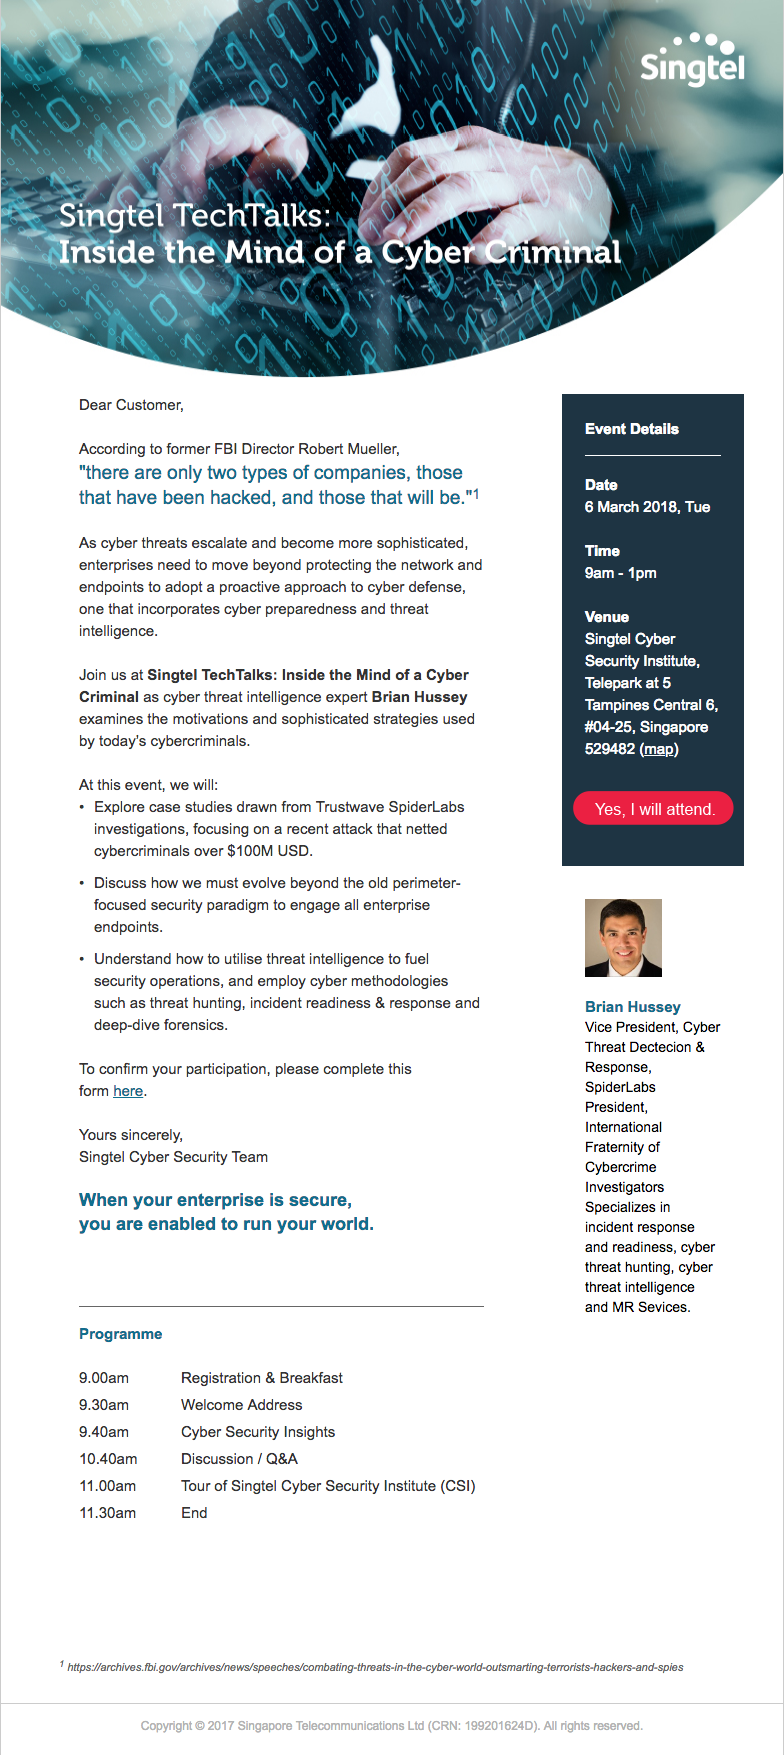 Singtel
Singtel TechTalks:
Inside the Mind of a Cyber Criminal
Dear Customer,
According to former FBI Director Robert Mueller,
"there are only two types of companies, those
that have been hacked, and those that will be."1
As cyber threats escalate and become more sophisticated,
enterprises need to move beyond protecting the network and
endpoints to adopt a proactive approach to cyber defense,
one that incorporates cyber preparedness and threat
intelligence.
Join us at Singtel TechTalks: Inside the Mind of a Cyber
Criminal as cyber threat intelligence expert Brian Hussey
examines the motivations and sophisticated strategies used
by today's cybercriminals.
At this event, we will:
• Explore case studies drawn from Trustwave SpiderLabs
investigations, focusing on a recent attack that netted
cybercriminals over $100M USD.
• Discuss how we must evolve beyond the old perimeter-
focused security paradigm to engage all enterprise
endpoints.
• Understand how to utilise threat intelligence to fuel
security operations, and employ cyber methodologies
such as threat hunting, incident readiness & response and
deep-dive forensics.
To confirm your participation, please complete this
form here.
Yours sincerely,
Singtel Cyber Security Team
When your enterprise is secure,
you are enabled to run your world.
Event Details
Date
6 March 2018, Tue
Time
9am - 1pm
Venue
Singtel Cyber
Security Institute,
Telepark at 5
Tampines Central 6,
#04-25, Singapore
529482 (map)
Yes, I will attend.
Brian Hussey
Vice President, Cyber
Threat Dectecion &
Response,
SpiderLabs
President,
International
Fraternity of
Cybercrime
Investigators
Specializes in
incident response
and readiness, cyber
threat hunting, cyber
threat intelligence
and MR Sevices.
Programme
9.00am Registration & Breakfast
9.30am Welcome Address
9.40am Cyber Security Insights
10.40am Discussion / Q&A
11.00am Tour of Singtel Cyber Security Institute (CSI)
11.30am End
1 https://archives.fbi.gov/archives/news/speeches/combating-threats-in-the-cyber-world-outsmarting-terrorists-hackers-and-spies
Copyright © 2017 Singapore Telecommunications Ltd (CRN: 199201624D). All rights reserved.